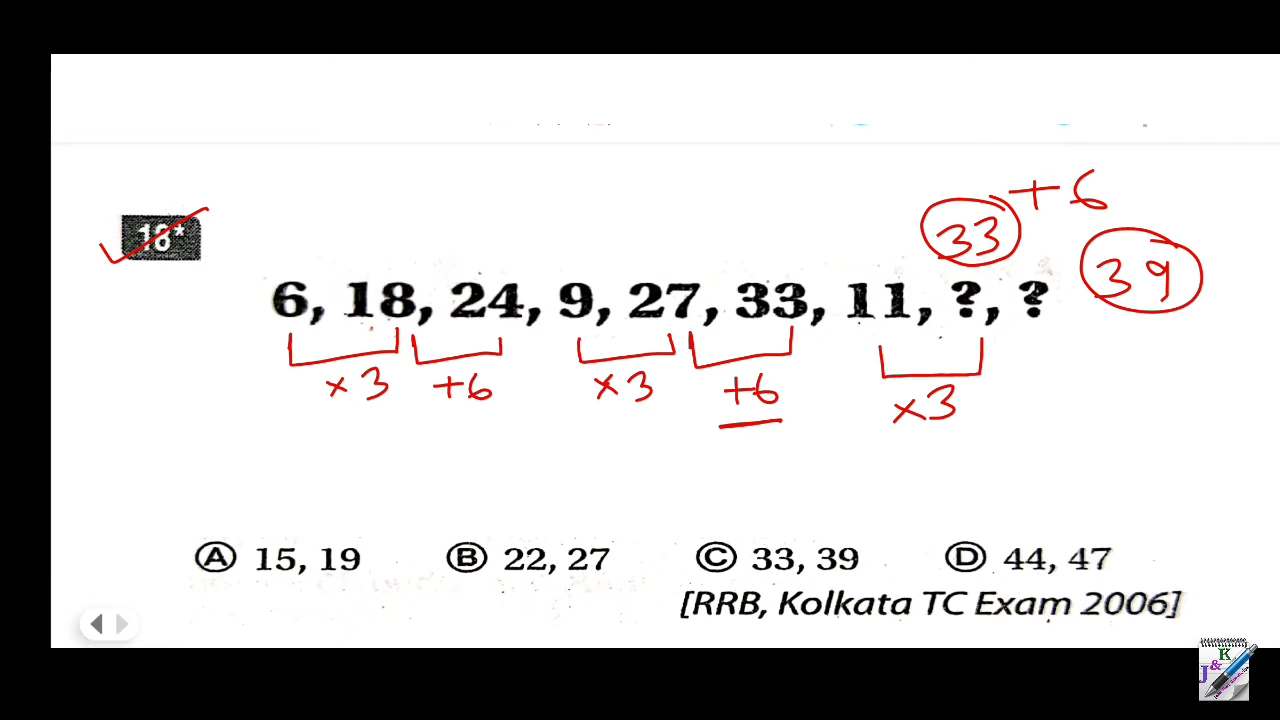 33 +6
18*
39
6, 18, 24, 9, 27, 33, 11, ?, ?
×3 +6 ×3 +6 ×3
Ⓐ 15, 19 Ⓑ 22, 27 Ⓒ 33, 39 Ⓓ 44, 47
[RRB, Kolkata TC Exam 2006]
J&K